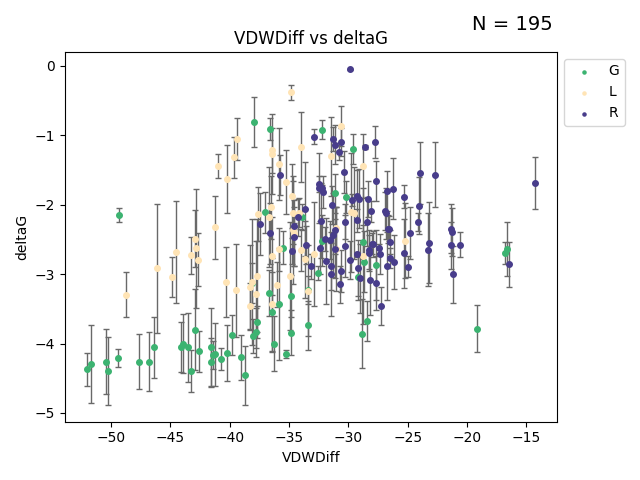 N = 195
VDWDiff vs deltaG
G
L
R
deltaG
0
−1
−2
−3
−4
−5
−50
−45
−40
−35
−30
−25
−20
−15
VDWDiff